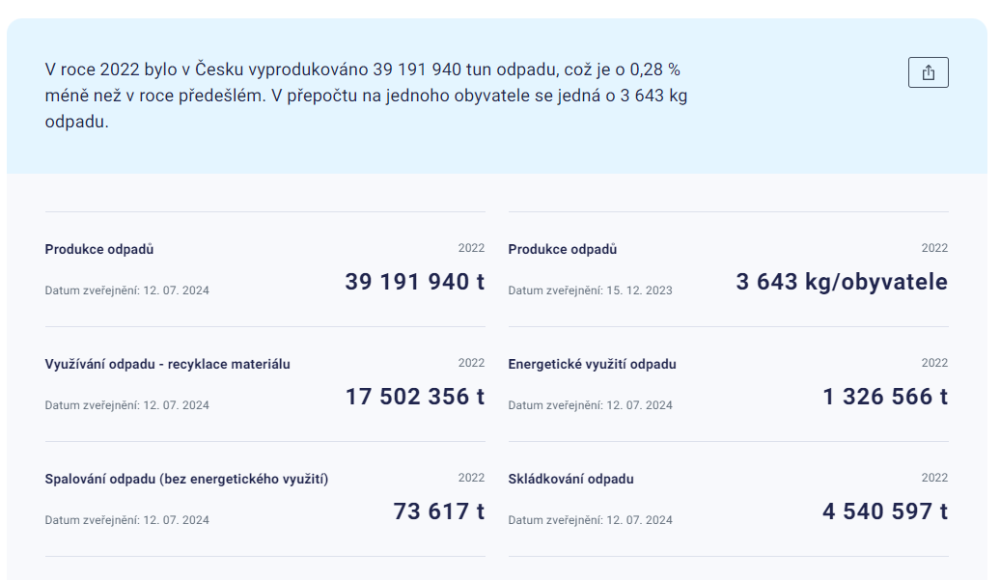 V roce 2022 bylo v Česku vyprodukováno 39 191 940 tun odpadu, což je o 0,28 %
méně než v roce předešlém. V přepočtu na jednoho obyvatele se jedná o 3 643 kg
odpadu.
Produkce odpadů
2022
Datum zveřejnění: 12. 07. 2024
39 191 940 t
Produkce odpadů
2022
Datum zveřejnění: 15. 12. 2023
3 643 kg/obyvatele
Využívání odpadu - recyklace materiálu
2022
Datum zveřejnění: 12. 07. 2024
17 502 356 t
Energetické využití odpadu
2022
Datum zveřejnění: 12. 07. 2024
1 326 566 t
Spalování odpadu (bez energetického využití)
2022
Datum zveřejnění: 12. 07. 2024
73 617 t
Skládkování odpadu
2022
Datum zveřejnění: 12. 07. 2024
4 540 597 t